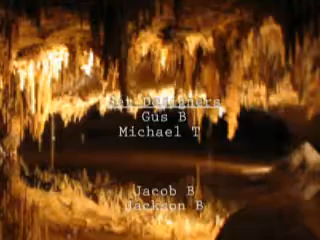 Set Designers
Gus B
Michael T
Jacob B
Jackson B